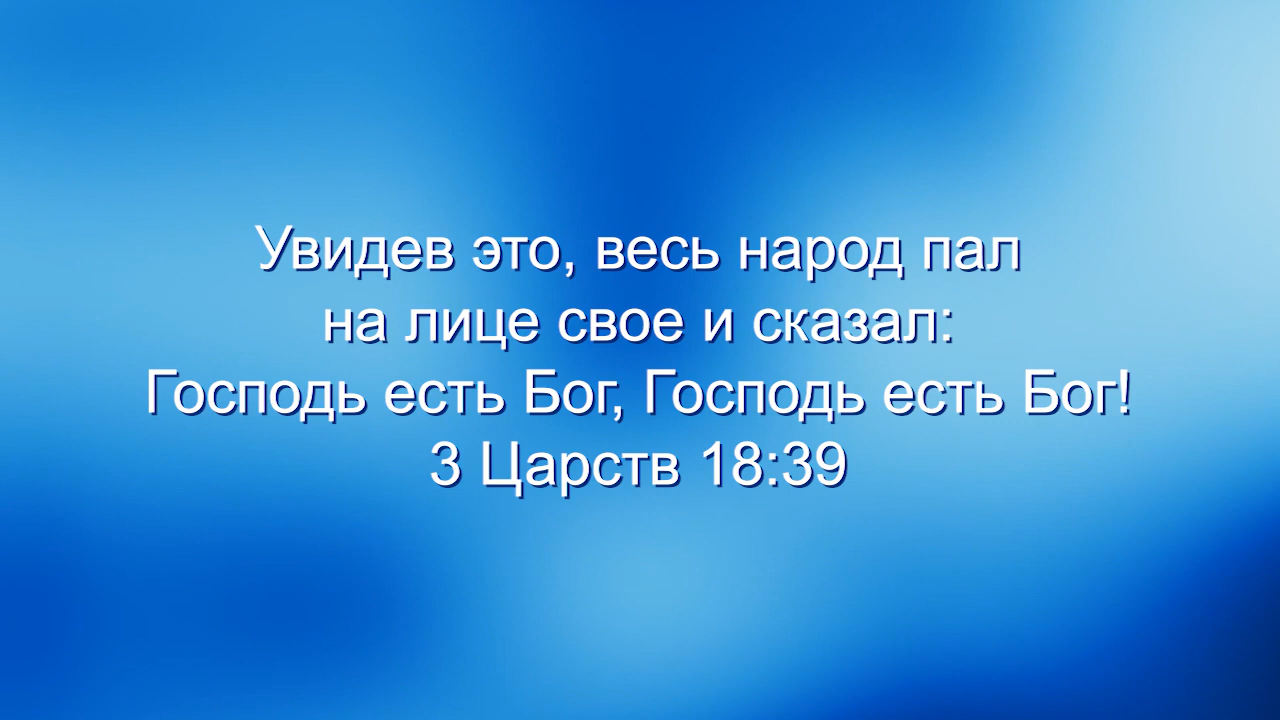 Увидев это, весь народ пал
на лице свое и сказал:
Господь есть Бог, Господь есть Бог!
3 Царств 18:39